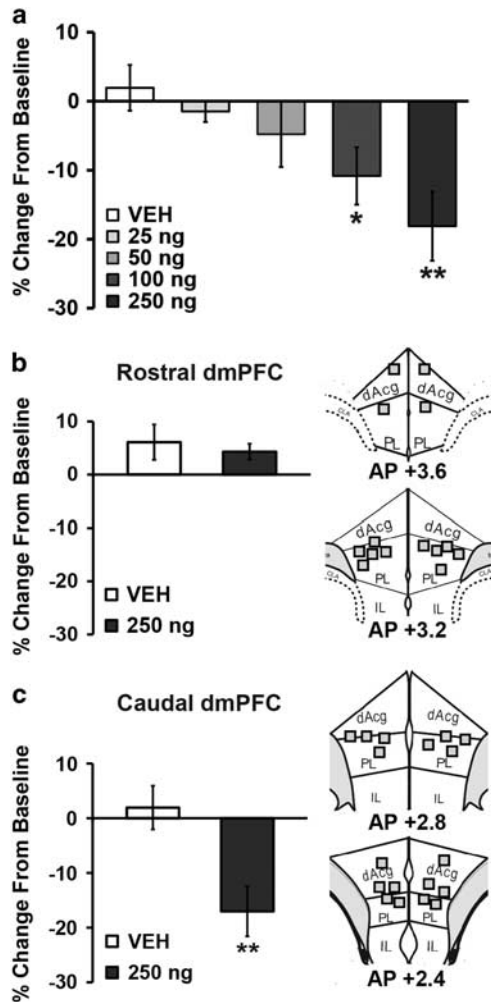 a
% Change From Baseline
10
0
-10
-20
-30
VEH
25 ng
50 ng
100 ng
250 ng
*
**
b
Rostral dmPFC
% Change From Baseline
10
0
-10
-20
-30
VEH
250 ng
dAcg dAcg
CLA
PL PL
AP +3.6
dAcg dAcg
PL PL
CLA CLA
IL IL
AP +3.2
c
Caudal dmPFC
% Change From Baseline
10
0
-10
-20
-30
**
VEH
250 ng
dAcg dAcg
PL PL
IL IL
AP +2.8
dAcg dAcg
PL PL
IL IL
AP +2.4